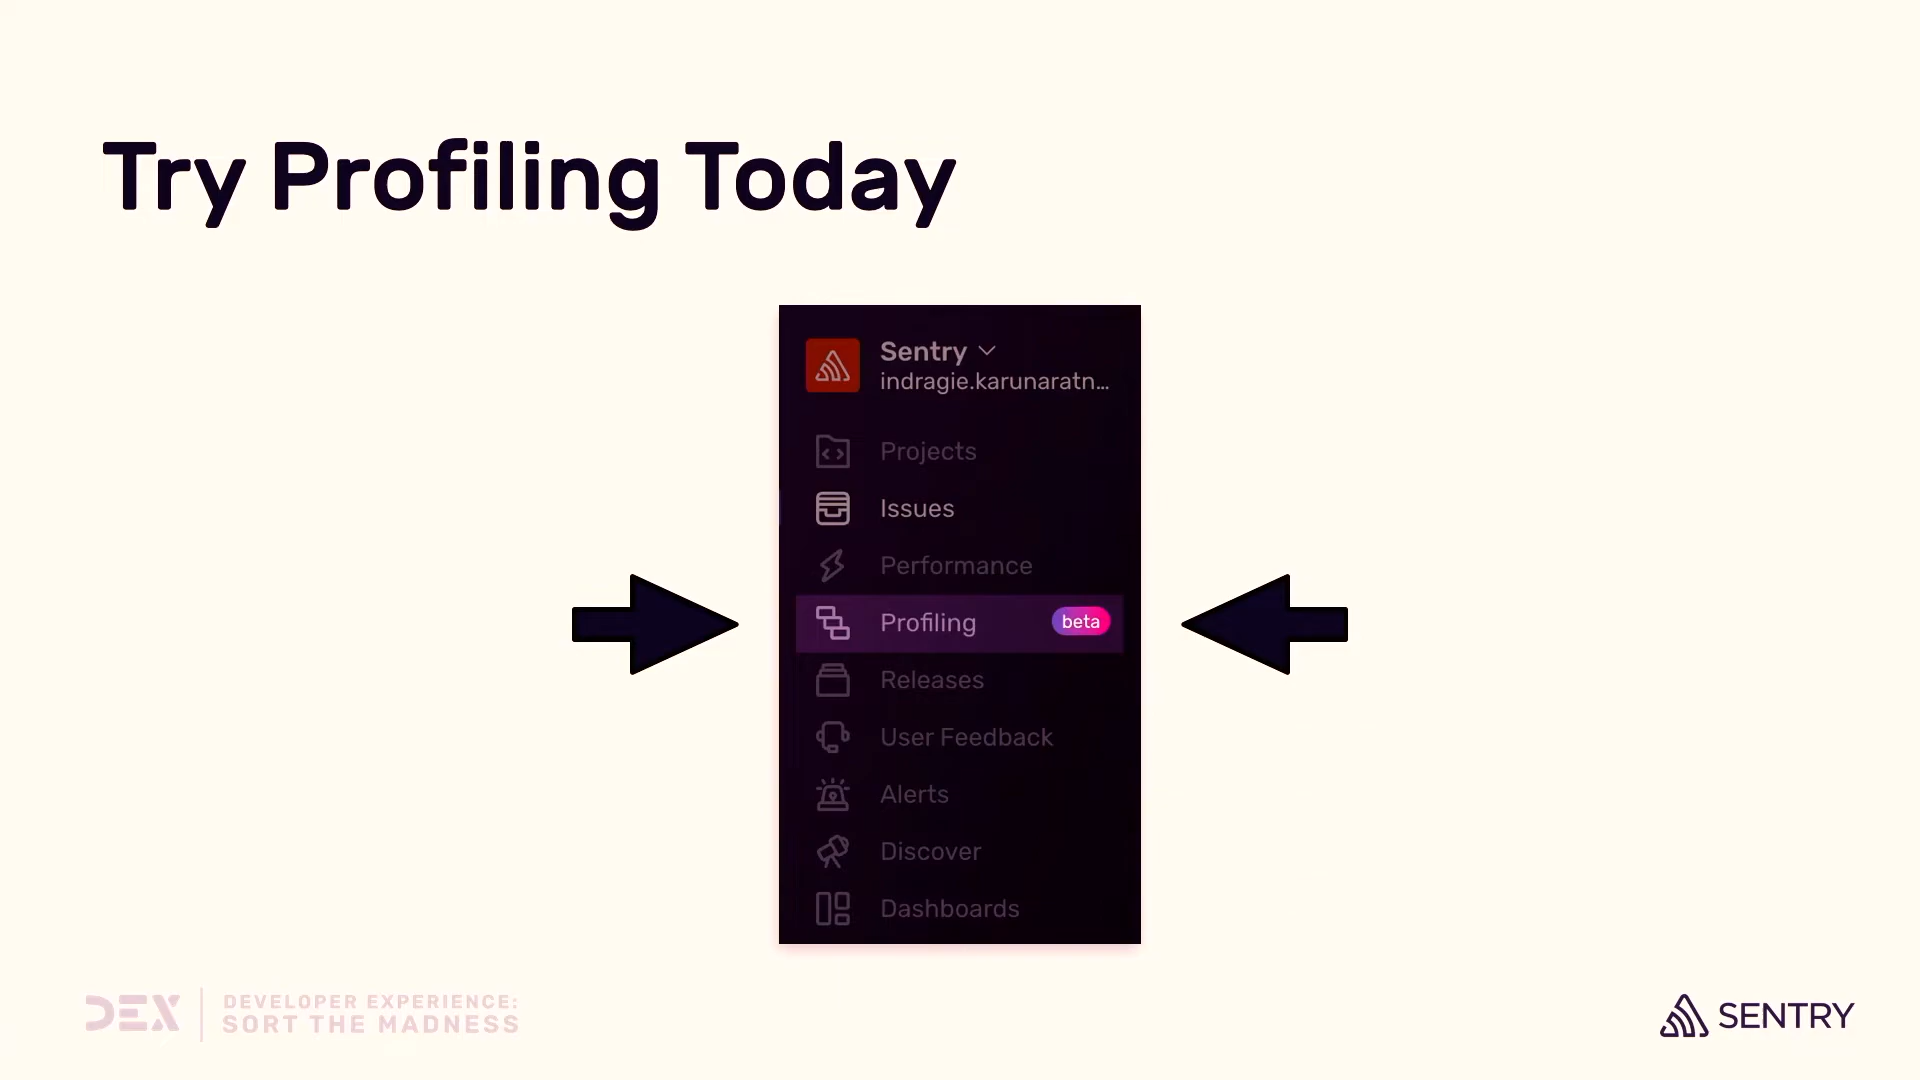 Try Profiling Today
Sentry
indragie.karunaratn...
Projects
Issues
Performance
Profiling beta
Releases
User Feedback
Alerts
Discover
Dashboards
DEX
DEVELOPER EXPERIENCE:
SORT THE MADNESS
SENTRY